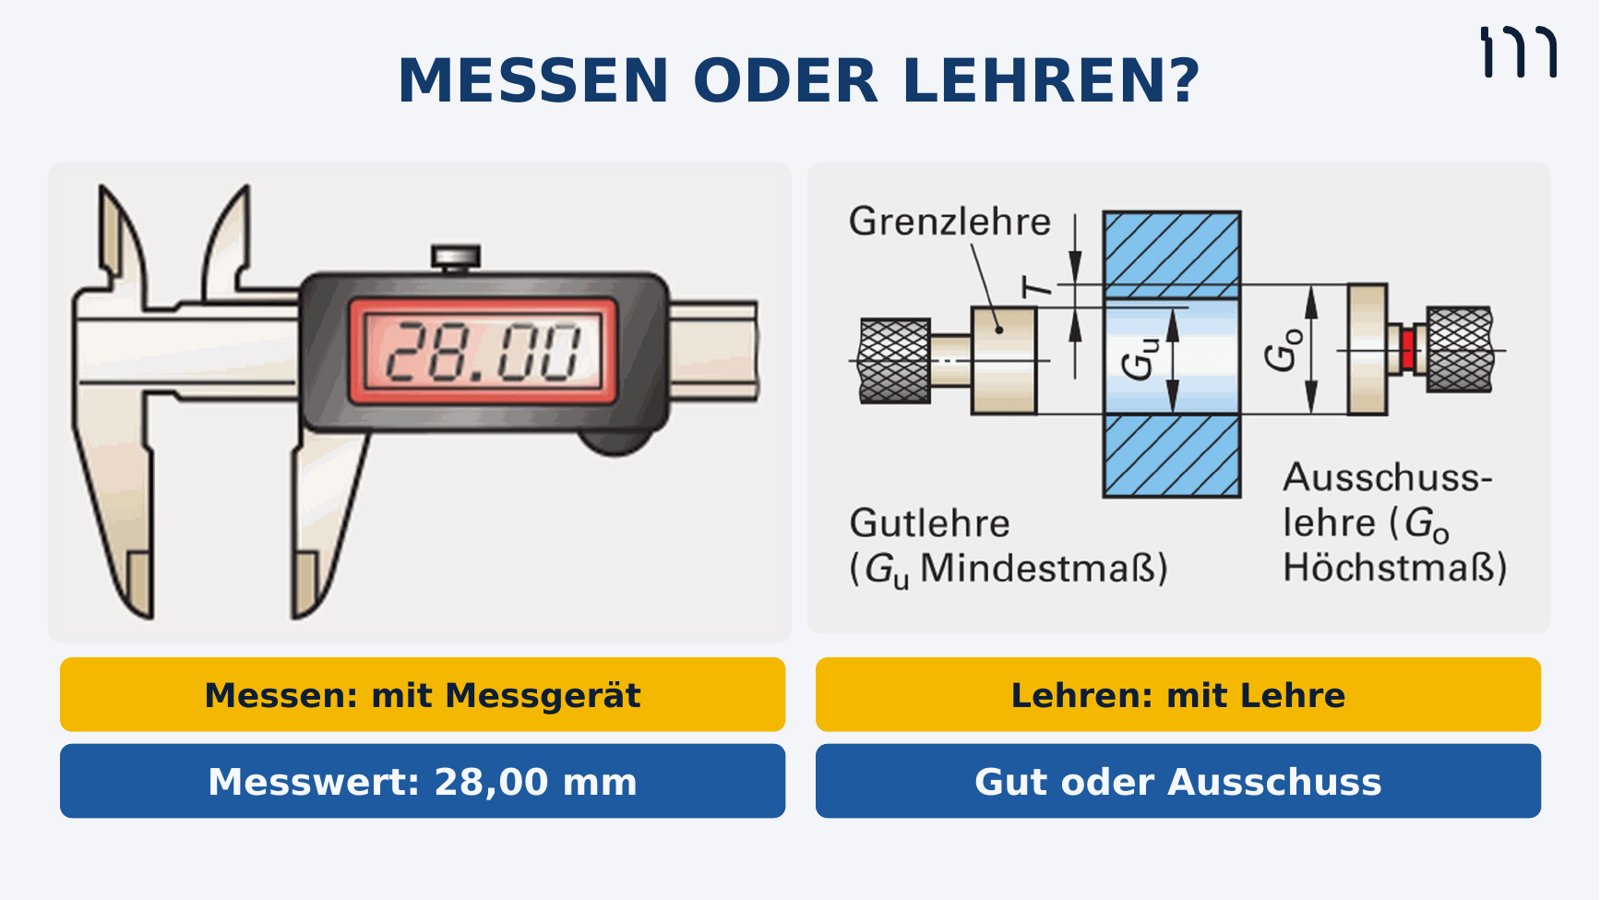 MESSEN ODER LEHREN?
28.00
Grenzlehre
T
Gu
Go
Gutlehre
(Gu Mindestmaß)
Ausschuss-
lehre (Go
Höchstmaß)
Messen: mit Messgerät
Lehren: mit Lehre
Messwert: 28,00 mm
Gut oder Ausschuss